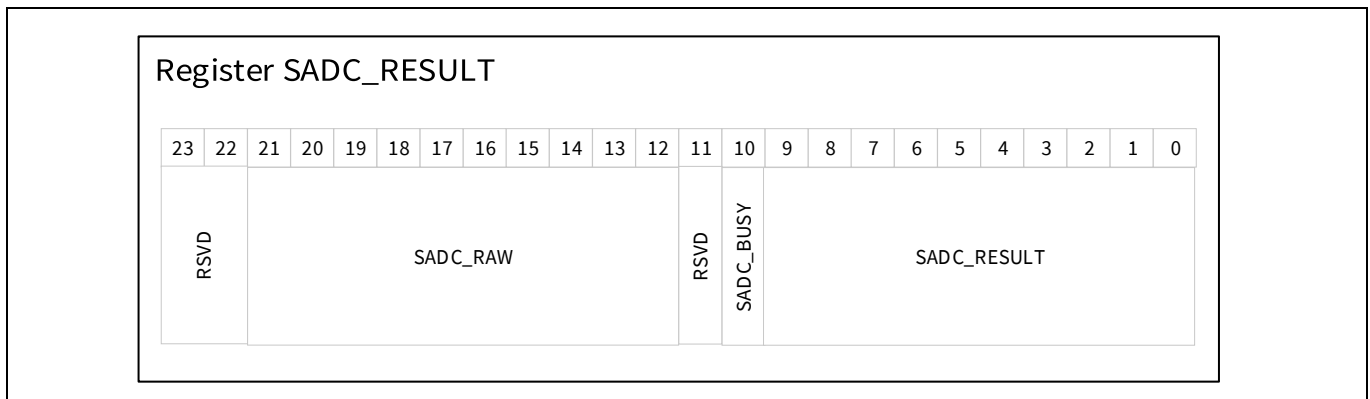 Register SADC_RESULT
23 22 21 20 19 18 17 16 15 14 13 12 11 10 9 8 7 6 5 4 3 2 1 0
RSVD SADC_RAW RSVD SADC_BUSY SADC_RESULT